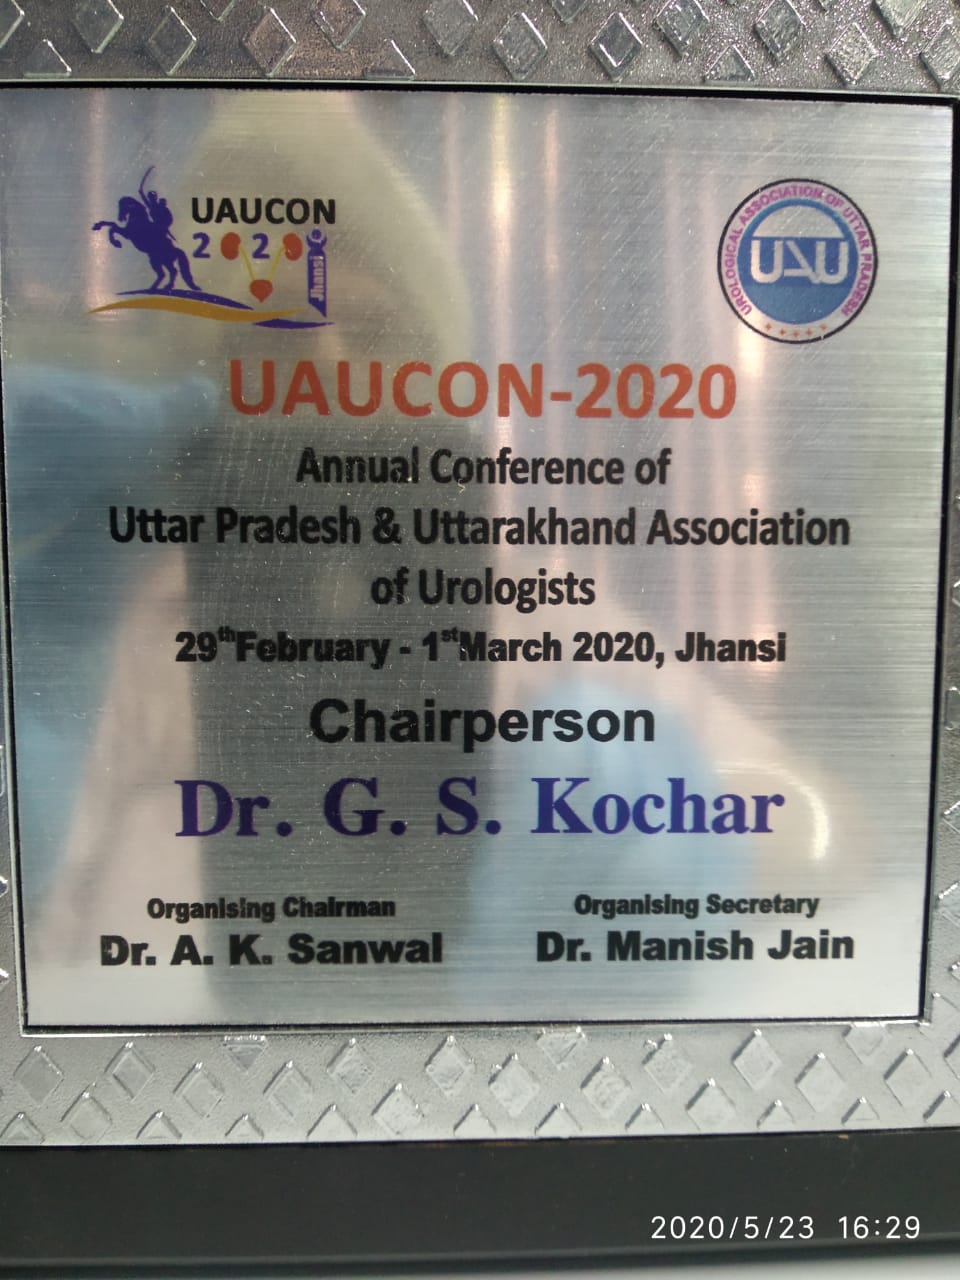 UAUCON
2020
Jhansi
UROLOGICAL ASSOCIATION OF UTTAR PRADESH
UAU
UAUCON-2020
Annual Conference of
Uttar Pradesh & Uttarakhand Association
of Urologists
29thFebruary - 1stMarch 2020, Jhansi
Chairperson
Dr. G. S. Kochar
Organising Chairman
Organising Secretary
Dr. A. K. Sanwal
Dr. Manish Jain
2020/5/23 16:29